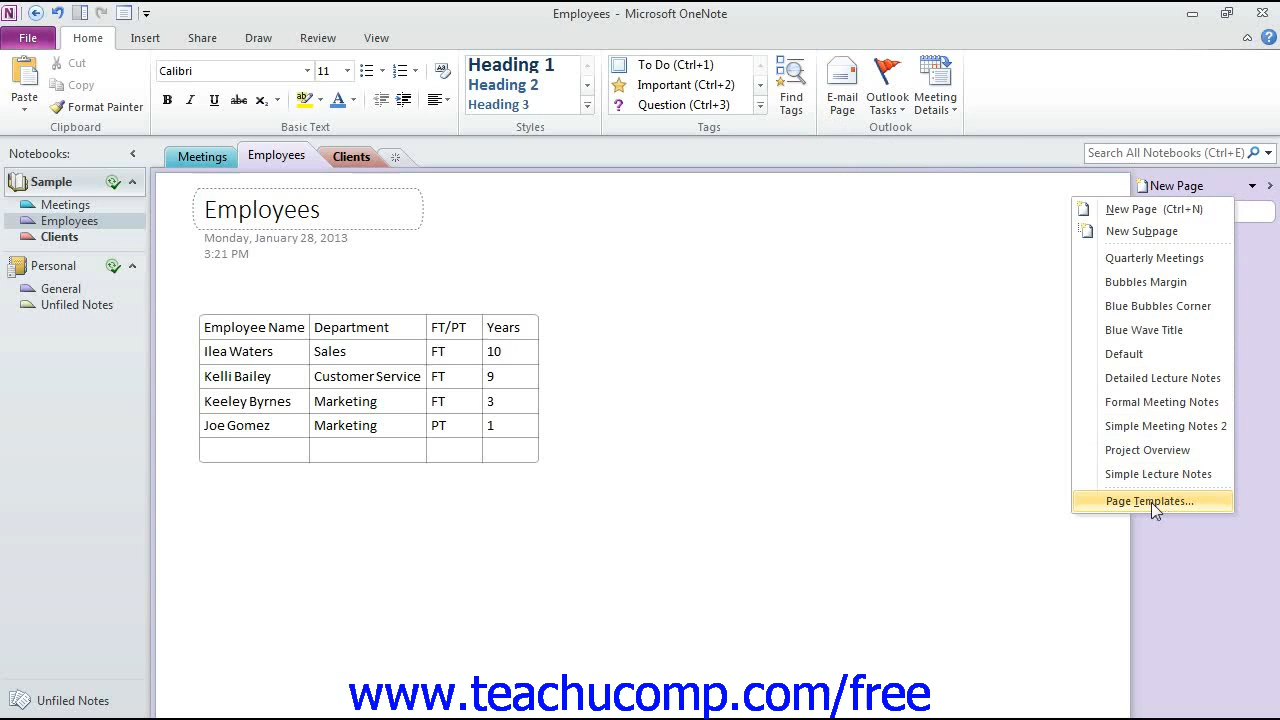 Employees - Microsoft OneNote
File Home Insert Share Draw Review View
Paste
Cut
Copy
Format Painter
Clipboard
Calibri 11
B I U abc x₂ ab A
Basic Text
Heading 1
Heading 2
Heading 3
Styles
To Do (Ctrl+1)
Important (Ctrl+2)
Question (Ctrl+3)
Tags
Find
Tags
E-mail
Page
Outlook
Tasks
Meeting
Details
Outlook
Notebooks:
Meetings Employees Clients
Search All Notebooks (Ctrl+E)
Sample
Meetings
Employees
Clients
Personal
General
Unfiled Notes
Unfiled Notes
Employees
Monday, January 28, 2013
3:21 PM
Employee Name Department FT/PT Years
Ilea Waters Sales FT 10
Kelli Bailey Customer Service FT 9
Keeley Byrnes Marketing FT 3
Joe Gomez Marketing PT 1
New Page
New Page (Ctrl+N)
New Subpage
Quarterly Meetings
Bubbles Margin
Blue Bubbles Corner
Blue Wave Title
Default
Detailed Lecture Notes
Formal Meeting Notes
Simple Meeting Notes 2
Project Overview
Simple Lecture Notes
Page Templates...
www.teachucomp.com/free